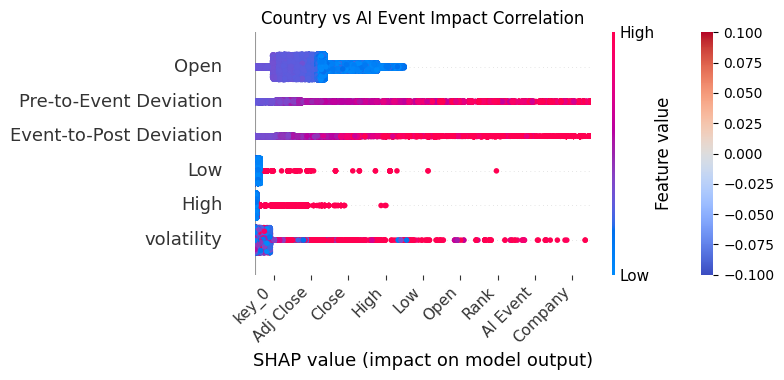 Country vs AI Event Impact Correlation
Open
Pre-to-Event Deviation
Event-to-Post Deviation
Low
High
volatility
key_0
Adj Close
Close
High
Low
Open
Rank
AI Event
Company
SHAP value (impact on model output)
High
Feature value
Low
0.100
0.075
0.050
0.025
0.000
−0.025
−0.050
−0.075
−0.100